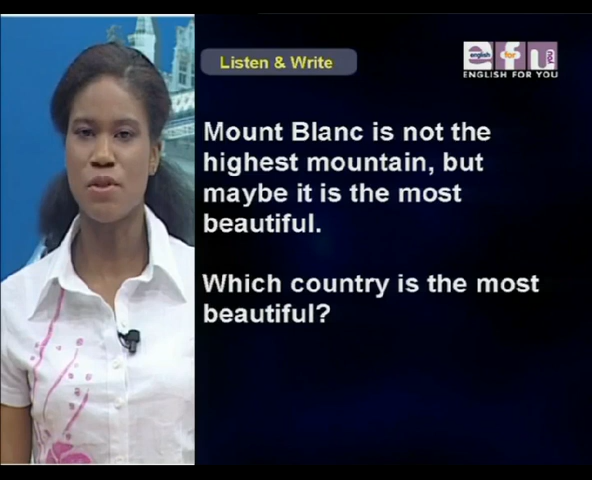 Listen & Write
english for you
ENGLISH FOR YOU
Mount Blanc is not the
highest mountain, but
maybe it is the most
beautiful.
Which country is the most
beautiful?